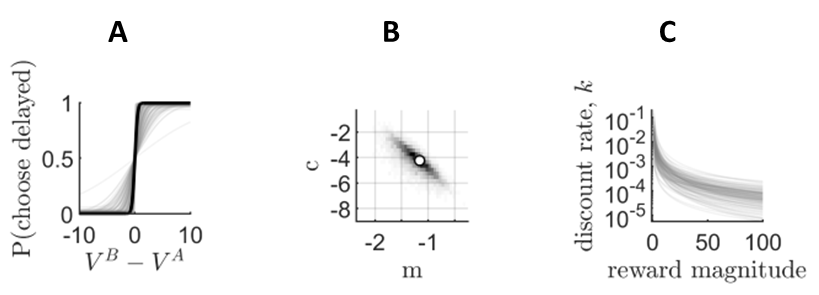 A
P(choose delayed)
1
0.5
0
-10 0 10
V^B − V^A
B
c
-2
-4
-6
-8
-2 -1
m
C
discount rate, k
10^-1
10^-2
10^-3
10^-4
10^-5
0 50 100
reward magnitude